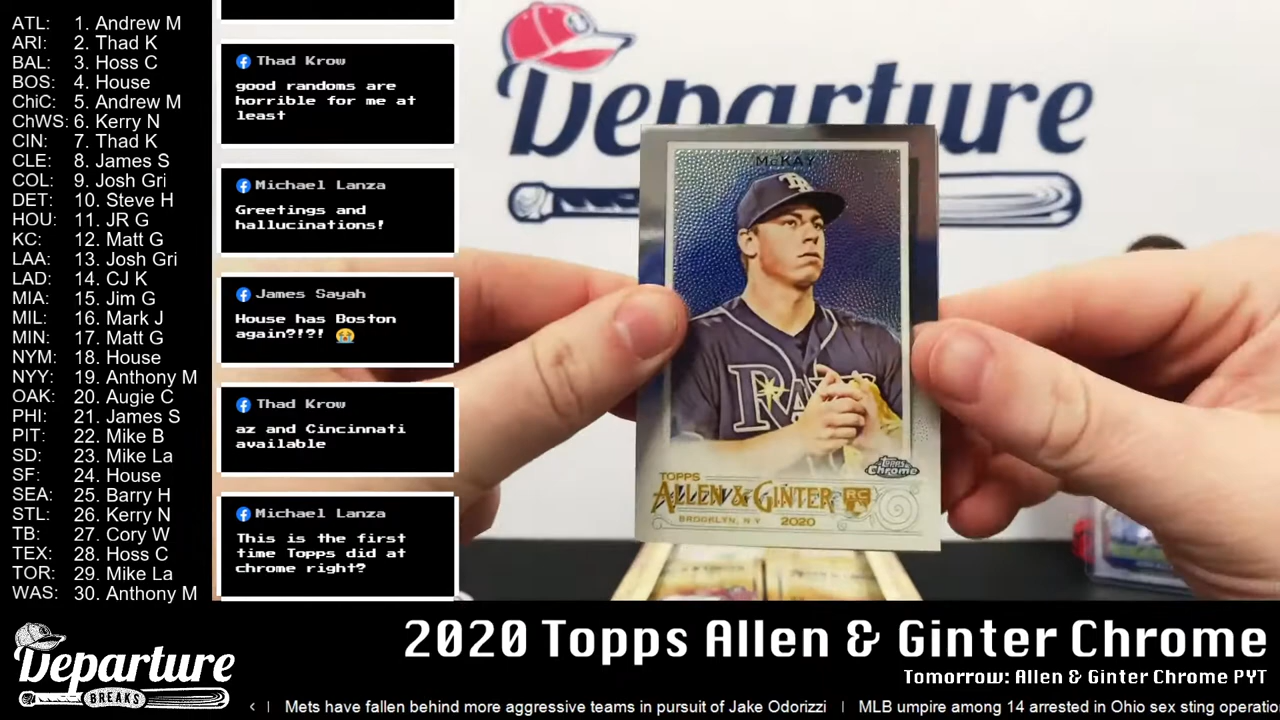 ATL: 1. Andrew M
ARI: 2. Thad K
BAL: 3. Hoss C
BOS: 4. House
ChiC: 5. Andrew M
ChWS: 6. Kerry N
CIN: 7. Thad K
CLE: 8. James S
COL: 9. Josh Gri
DET: 10. Steve H
HOU: 11. JR G
KC: 12. Matt G
LAA: 13. Josh Gri
LAD: 14. CJ K
MIA: 15. Jim G
MIL: 16. Mark J
MIN: 17. Matt G
NYM: 18. House
NYY: 19. Anthony M
OAK: 20. Augie C
PHI: 21. James S
PIT: 22. Mike B
SD: 23. Mike La
SF: 24. House
SEA: 25. Barry H
STL: 26. Kerry N
TB: 27. Cory W
TEX: 28. Hoss C
TOR: 29. Mike La
WAS: 30. Anthony M
Thad Krow
good randoms are
horrible for me at
least
Michael Lanza
Greetings and
hallucinations!
James Sayah
House has Boston
again?!?! 😭
Thad Krow
az and Cincinnati
available
Michael Lanza
This is the first
time Topps did at
chrome right?
Departure
McKAY
TB
RAYS
Topps
Chrome
TOPPS
ALLEN & GINTER RC
BROOKLYN, N.Y 2020
Departure
BREAKS
2020 Topps Allen & Ginter Chrome
Tomorrow: Allen & Ginter Chrome PYT
< | Mets have fallen behind more aggressive teams in pursuit of Jake Odorizzi | MLB umpire among 14 arrested in Ohio sex sting operatio